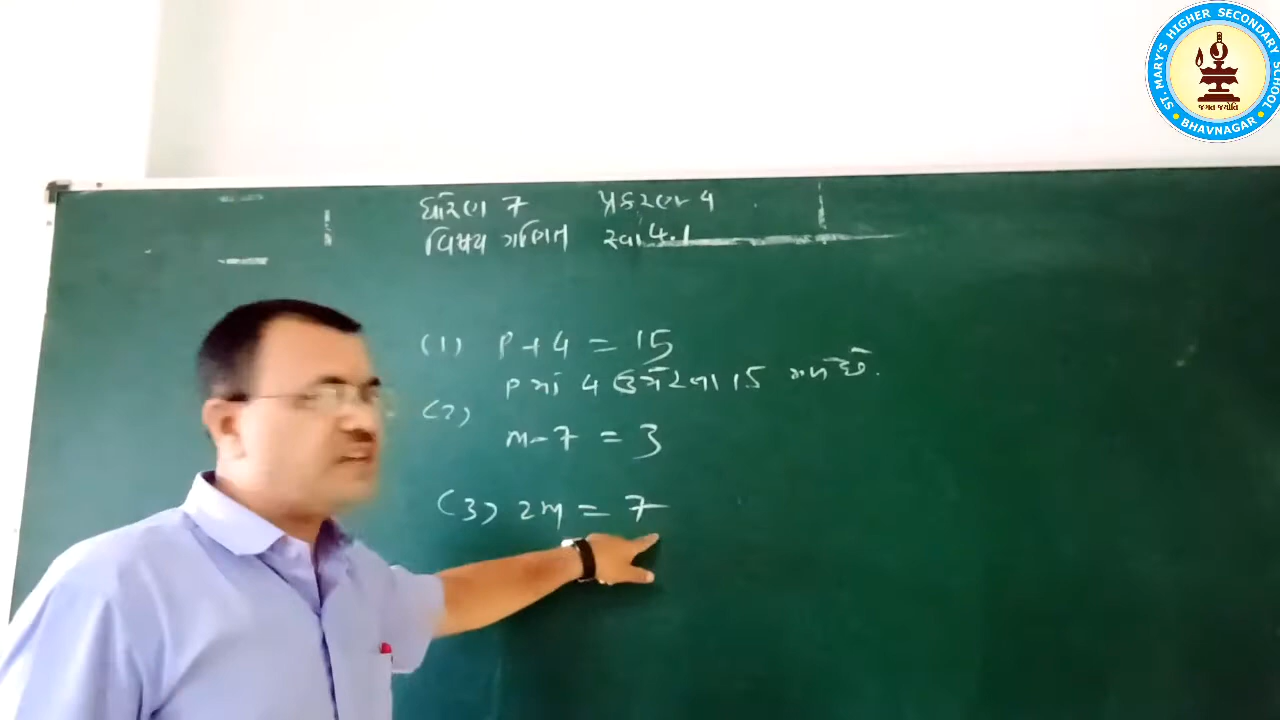 ST. MARY'S HIGHER SECONDARY SCHOOL
જગત જ્યોતિ
• BHAVNAGAR •
ધોરણ 7 પ્રકરણ 4
વિષય ગણિત સ્વા 4.1
(1) P + 4 = 15
P માં 4 ઉમેરતા 15 મળે છે.
(2)
m - 7 = 3
(3) 2m = 7